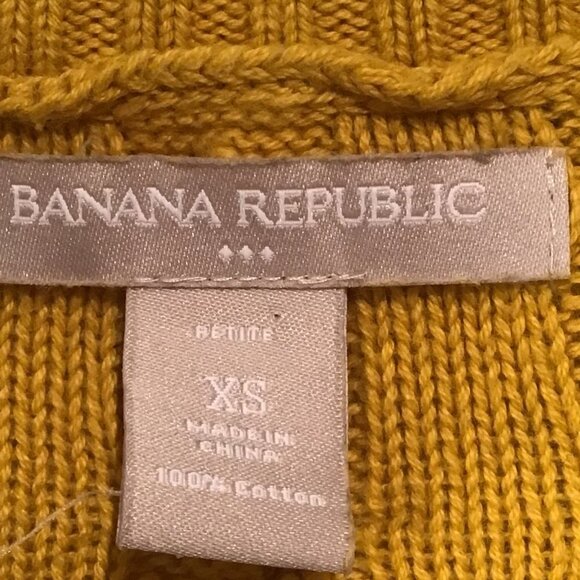 BANANA REPUBLIC
PETITE
XS
MADE IN
CHINA
100% Cotton